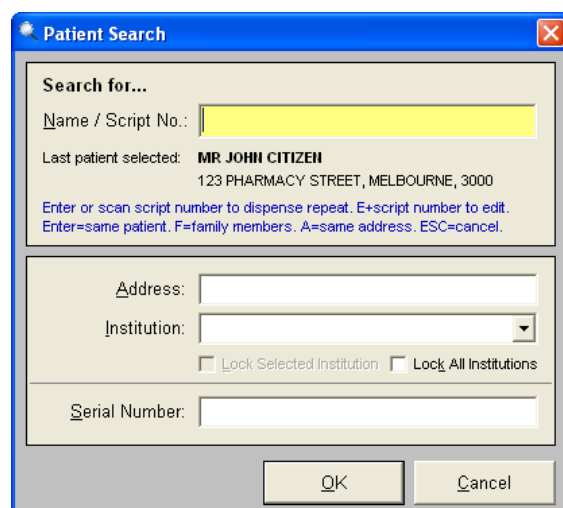 Patient Search
Search for...
Name / Script No.:
Last patient selected: MR JOHN CITIZEN
123 PHARMACY STREET, MELBOURNE, 3000
Enter or scan script number to dispense repeat. E+script number to edit.
Enter=same patient. F=family members. A=same address. ESC=cancel.
Address:
Institution:
Lock Selected Institution Lock All Institutions
Serial Number:
OK Cancel